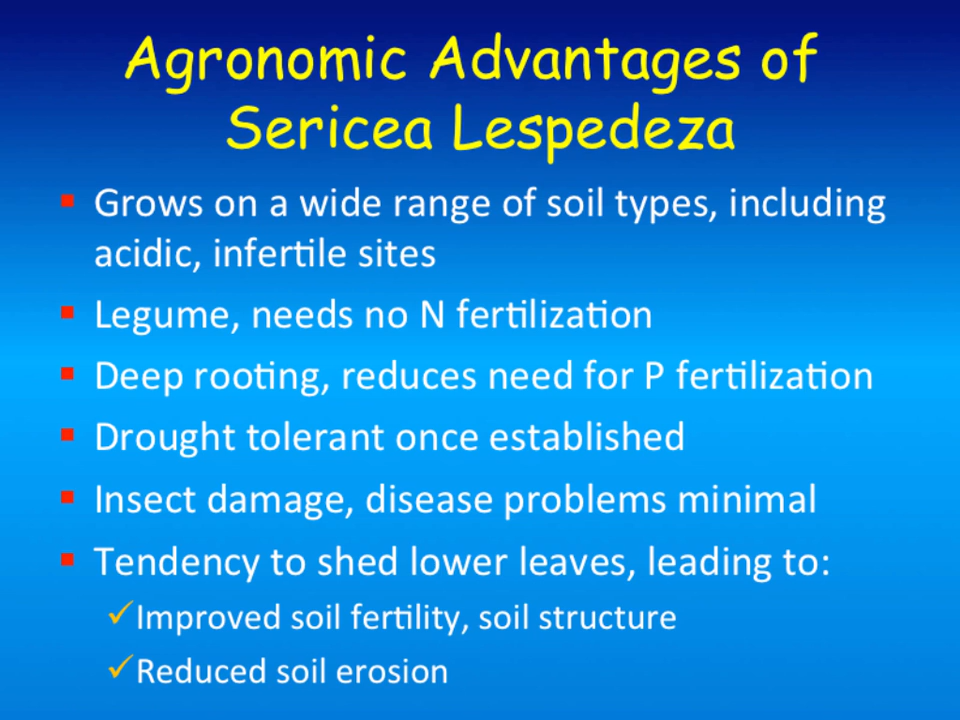 Agronomic Advantages of
Sericea Lespedeza
▪ Grows on a wide range of soil types, including
acidic, infertile sites
▪ Legume, needs no N fertilization
▪ Deep rooting, reduces need for P fertilization
▪ Drought tolerant once established
▪ Insect damage, disease problems minimal
▪ Tendency to shed lower leaves, leading to:
✓ Improved soil fertility, soil structure
✓ Reduced soil erosion